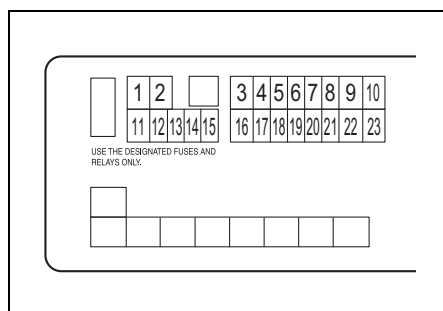 1 2 3 4 5 6 7 8 9 10
11 12 13 14 15 16 17 18 19 20 21 22 23
USE THE DESIGNATED FUSES AND
RELAYS ONLY.